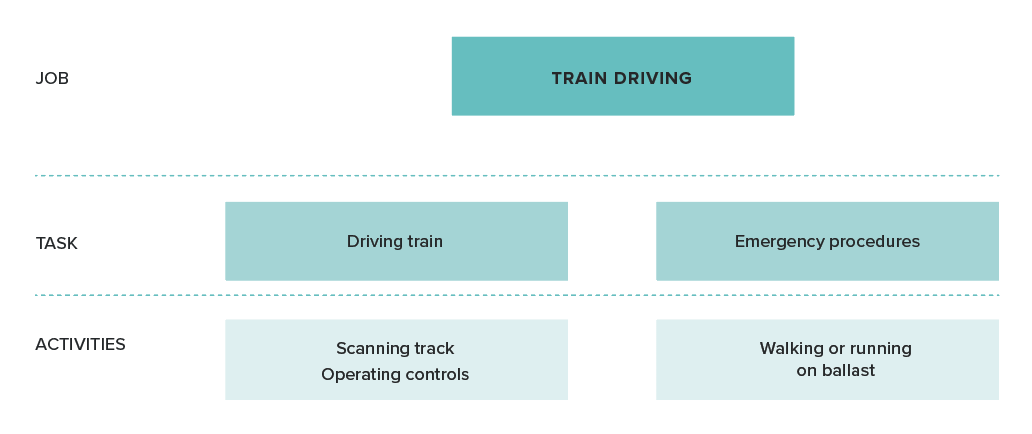 JOB
TRAIN DRIVING
TASK
Driving train
Emergency procedures
ACTIVITIES
Scanning track
Operating controls
Walking or running
on ballast